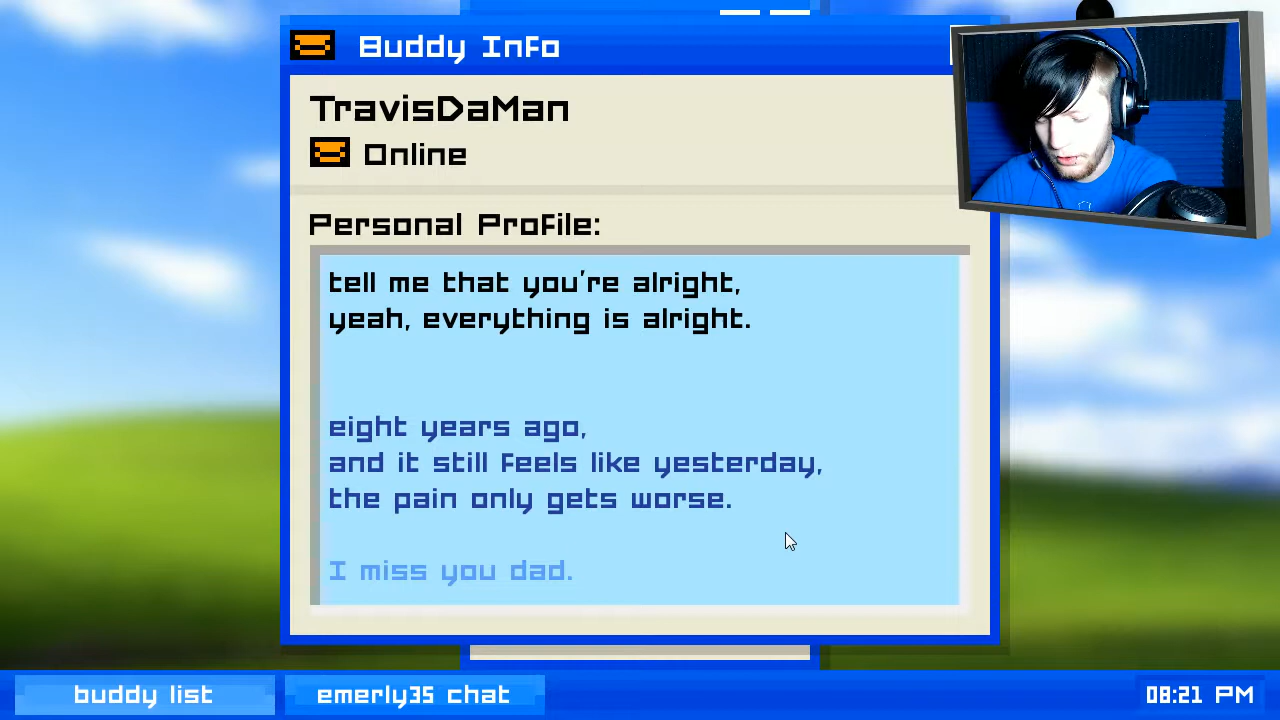 Buddy Info
TravisDaMan
Online
Personal Profile:
tell me that you're alright,
yeah, everything is alright.
eight years ago,
and it still feels like yesterday,
the pain only gets worse.
I miss you dad.
buddy list
emerly35 chat
08:21 PM